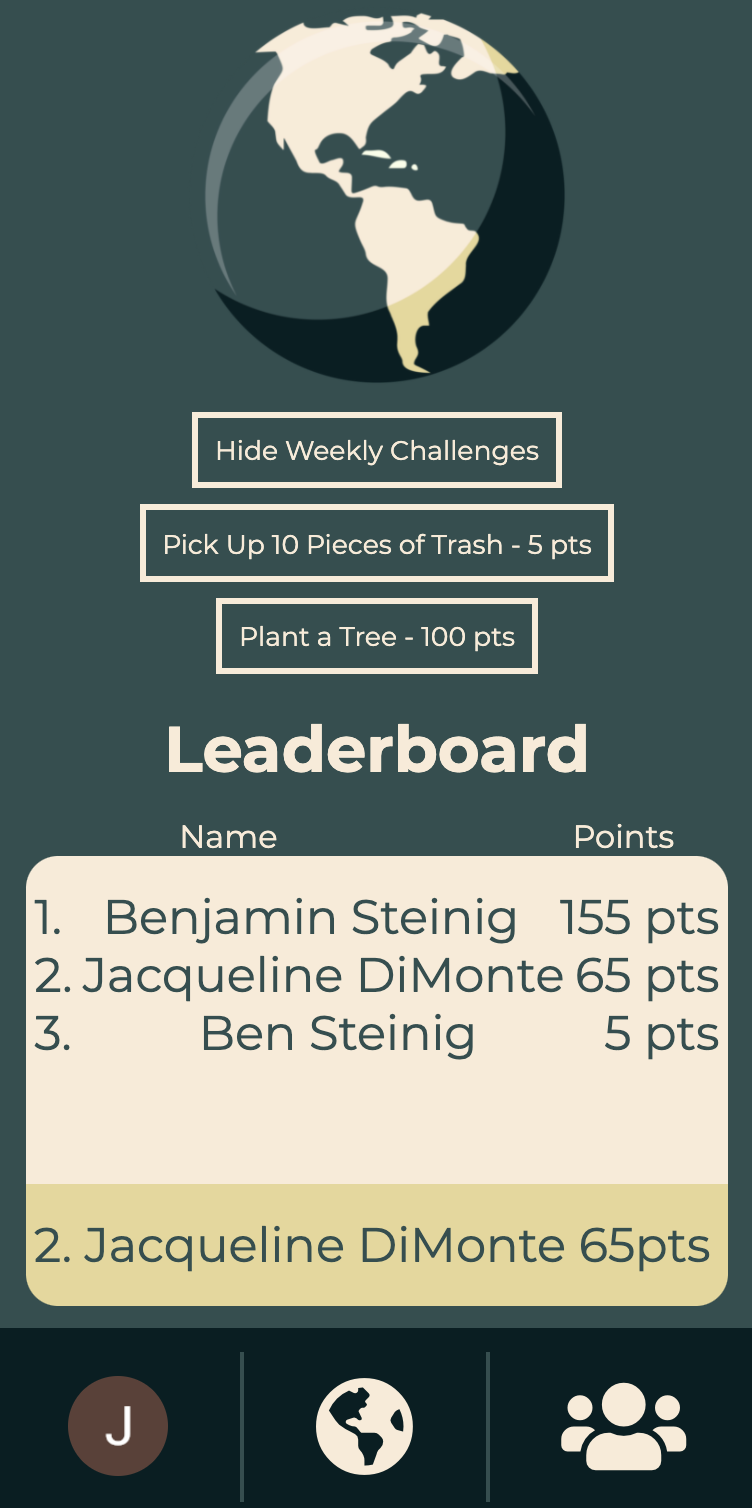 Hide Weekly Challenges
Pick Up 10 Pieces of Trash - 5 pts
Plant a Tree - 100 pts
Leaderboard
Name Points
1. Benjamin Steinig 155 pts
2. Jacqueline DiMonte 65 pts
3. Ben Steinig 5 pts
2. Jacqueline DiMonte 65pts
J